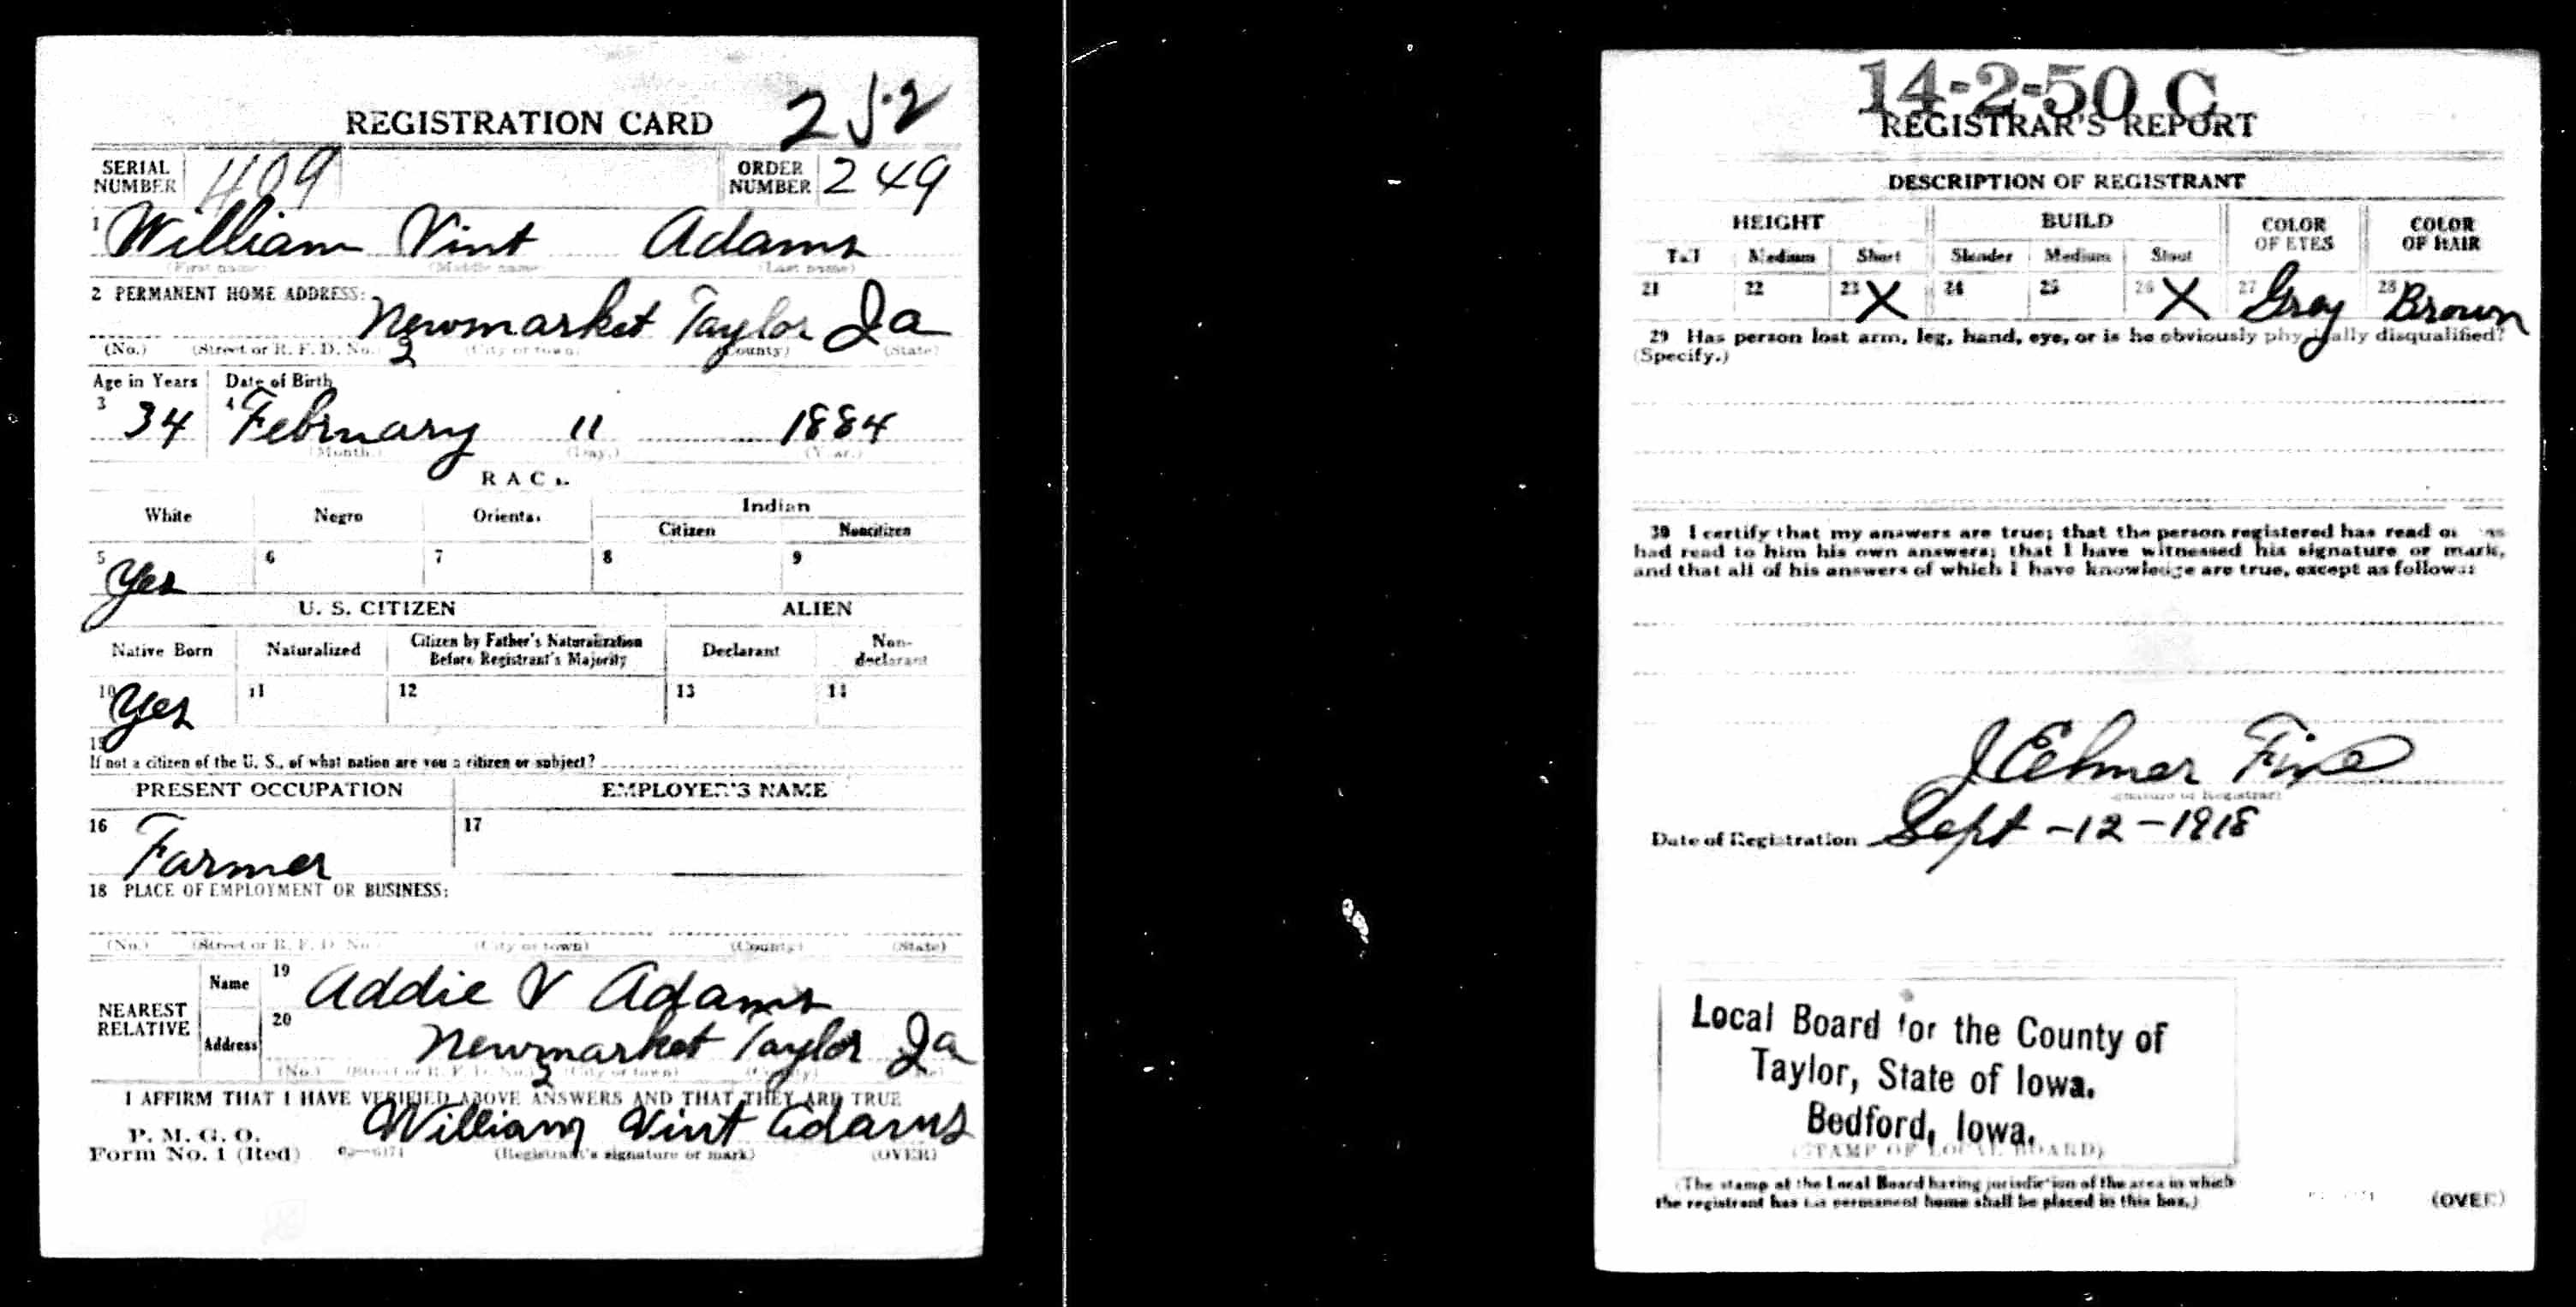 252
REGISTRATION CARD
SERIAL NUMBER 409 ORDER NUMBER 249
1 William Vint Adams
(First name) (Middle name) (Last name)
2 PERMANENT HOME ADDRESS:
Newmarket Taylor Ia
(No.) (Street or R. F. D. No.) 2 (City or town) (County) (State)
Age in Years Date of Birth
3 34 4 February 11 1884
(Month.) (Day.) (Year.)
RACE
White Negro Oriental Indian
Citizen Noncitizen
5 Yes 6 7 8 9
U. S. CITIZEN ALIEN
Native Born Naturalized Citizen by Father's Naturalization Before Registrant's Majority Declarant Non-declarant
10 Yes 11 12 13 14
15
If not a citizen of the U. S., of what nation are you a citizen or subject?
PRESENT OCCUPATION EMPLOYER'S NAME
16 Farmer 17
18 PLACE OF EMPLOYMENT OR BUSINESS:
(No.) (Street or R. F. D. No.) (City or town) (County) (State)
NEAREST RELATIVE
Name 19 Addie V Adams
Address 20 Newmarket Taylor Ia
(No.) (Street or R. F. D. No.) 2 (City or town) (County)
I AFFIRM THAT I HAVE VERIFIED ABOVE ANSWERS AND THAT THEY ARE TRUE
P. M. G. O.
Form No. 1 (Red) William Vint Adams
(Registrant's signature or mark) (OVER)
14-2-50 C
REGISTRAR'S REPORT
DESCRIPTION OF REGISTRANT
HEIGHT BUILD COLOR OF EYES COLOR OF HAIR
Tall Medium Short Slender Medium Stout
21 22 23 X 24 25 26 X 27 Gray 28 Brown
29 Has person lost arm, leg, hand, eye, or is he obviously physically disqualified?
(Specify.)
30 I certify that my answers are true; that the person registered has read or has
had read to him his own answers; that I have witnessed his signature or mark,
and that all of his answers of which I have knowledge are true, except as follows:
J Elmer Fine
(Signature of Registrar)
Date of Registration Sept-12-1918
Local Board for the County of
Taylor, State of Iowa.
Bedford, Iowa.
(STAMP OF LOCAL BOARD)
(The stamp of the Local Board having jurisdiction of the area in which
the registrant has his permanent home shall be placed in this box.)
(OVER)